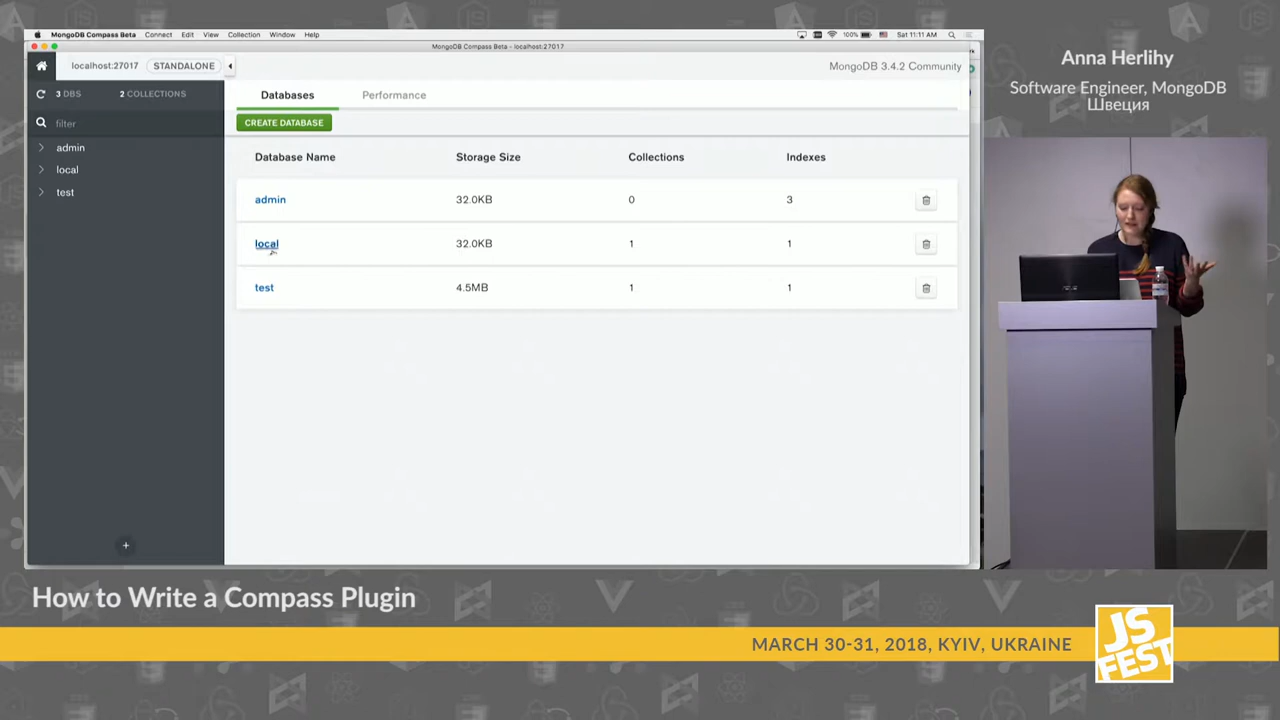 MongoDB Compass Beta Connect Edit View Collection Window Help
100% Sat 11:11 AM
MongoDB Compass Beta - localhost:27017
localhost:27017 STANDALONE
MongoDB 3.4.2 Community
3 DBS 2 COLLECTIONS
filter
admin
local
test
Databases Performance
CREATE DATABASE
Database Name Storage Size Collections Indexes
admin 32.0KB 0 3
local 32.0KB 1 1
test 4.5MB 1 1
+
Anna Herlihy
Software Engineer, MongoDB
Швеция
How to Write a Compass Plugin
MARCH 30-31, 2018, KYIV, UKRAINE
JS
FEST